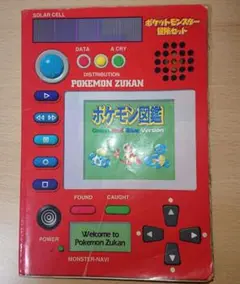 SOLAR-CELL
ポケットモンスター
図鑑セット
DATA
A CRY
DISTRIBUTION
POKEMON ZUKAN
ポケモン図鑑
Green Red Blue Version
FOUND
CAUGHT
Welcome to
Pokemon Zukan
POWER
MONSTER-NAVI